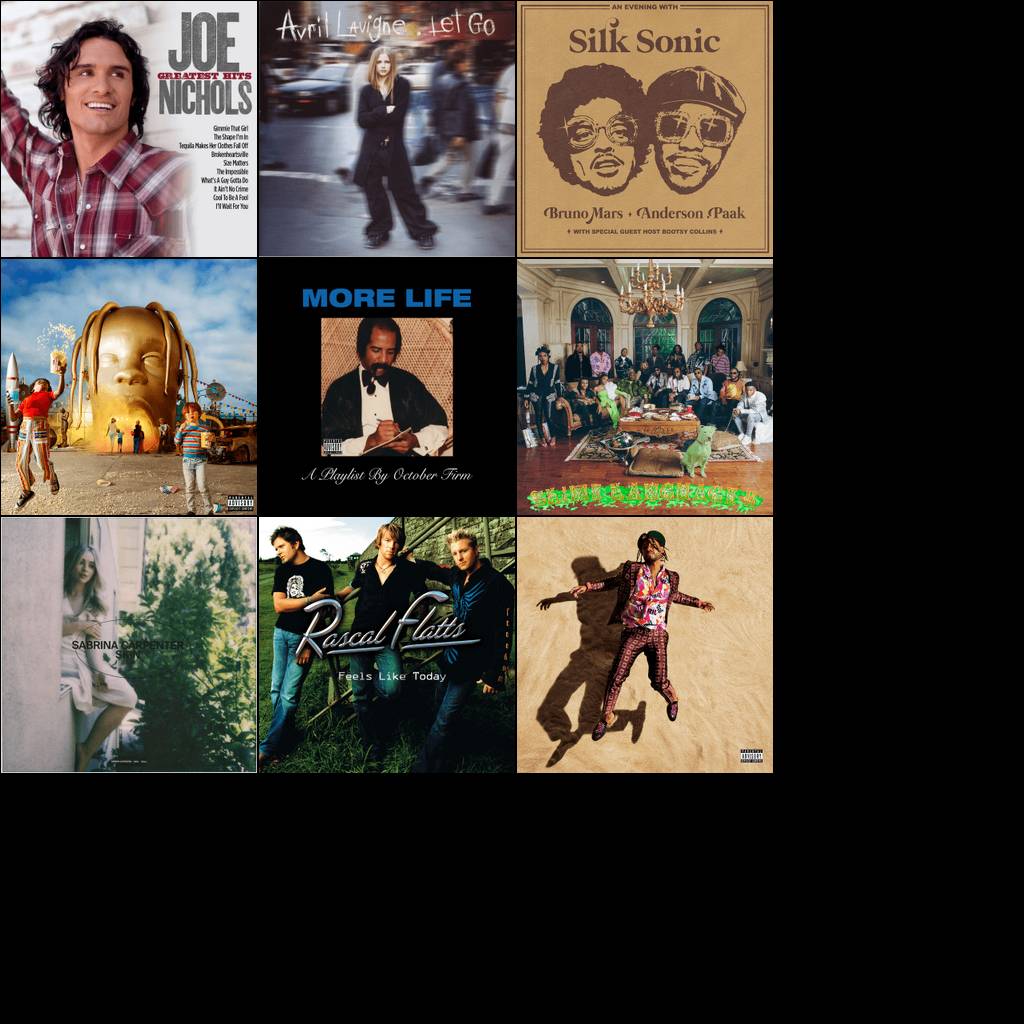 JOE
GREATEST HITS
NICHOLS
Gimmie That Girl
The Shape I'm In
Tequila Makes Her Clothes Fall Off
Brokenheartsville
Size Matters
The Impossible
What's A Guy Gotta Do
It Ain't No Crime
Cool To Be A Fool
I'll Wait For You
Avril Lavigne . Let Go
AN EVENING WITH
Silk Sonic
Bruno Mars • Anderson .Paak
WITH SPECIAL GUEST HOST BOOTSY COLLINS
PARENTAL
ADVISORY
EXPLICIT CONTENT
MORE LIFE
PARENTAL
ADVISORY
EXPLICIT CONTENT
A Playlist By October Firm
SABRINA CARPENTER
Rascal Flatts
Feels Like Today
PARENTAL
ADVISORY
EXPLICIT CONTENT